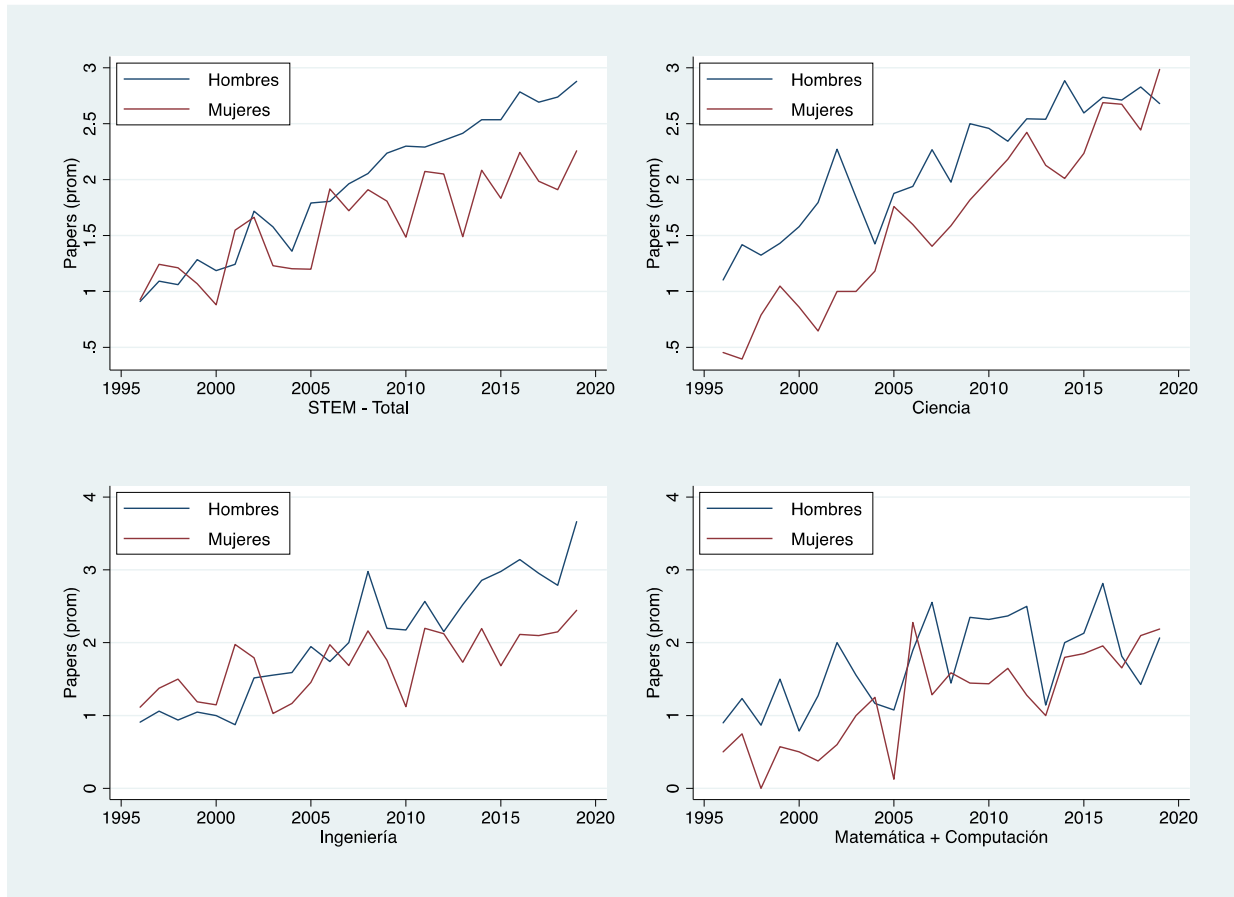 Hombres
Mujeres
Papers (prom)
3
2.5
2
1.5
1
.5
1995 2000 2005 2010 2015 2020
STEM - Total
Hombres
Mujeres
Papers (prom)
3
2.5
2
1.5
1
.5
1995 2000 2005 2010 2015 2020
Ciencia
Hombres
Mujeres
Papers (prom)
4
3
2
1
0
1995 2000 2005 2010 2015 2020
Ingeniería
Hombres
Mujeres
Papers (prom)
4
3
2
1
0
1995 2000 2005 2010 2015 2020
Matemática + Computación